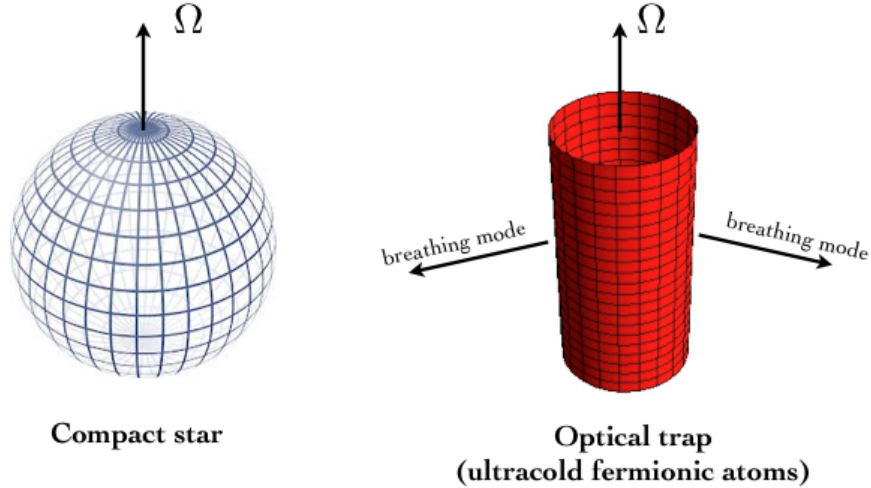 Ω
Ω
breathing mode
breathing mode
Compact star
Optical trap
(ultracold fermionic atoms)